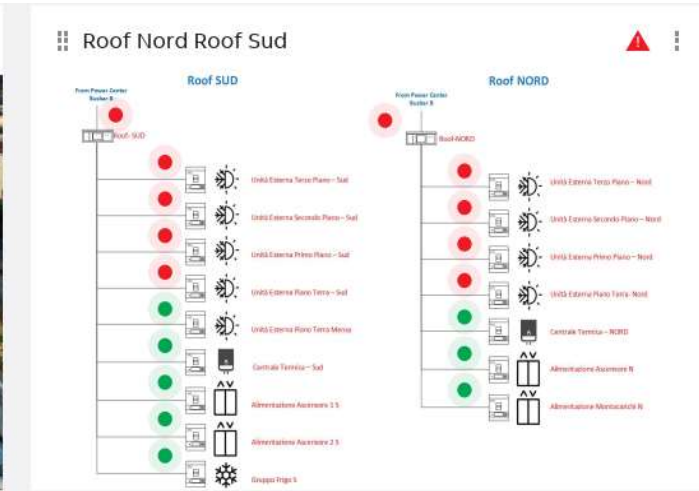 Roof Nord Roof Sud
Roof SUD
From Power Center
Busbar B
Roof- SUD
Unità Esterna Terzo Piano – Sud
Unità Esterna Secondo Piano – Sud
Unità Esterna Primo Piano – Sud
Unità Esterna Piano Terra – Sud
Unità Esterna Piano Terra Mensa
Centrale Termica – Sud
Alimentazione Ascensore 1 S
Alimentazione Ascensore 2 S
Gruppo Frigo S
Roof NORD
From Power Center
Busbar B
Roof-NORD
Unità Esterna Terzo Piano – Nord
Unità Esterna Secondo Piano – Nord
Unità Esterna Primo Piano – Nord
Unità Esterna Piano Terra- Nord
Centrale Termica – NORD
Alimentazione Ascensore N
Alimentazione Montacarichi N